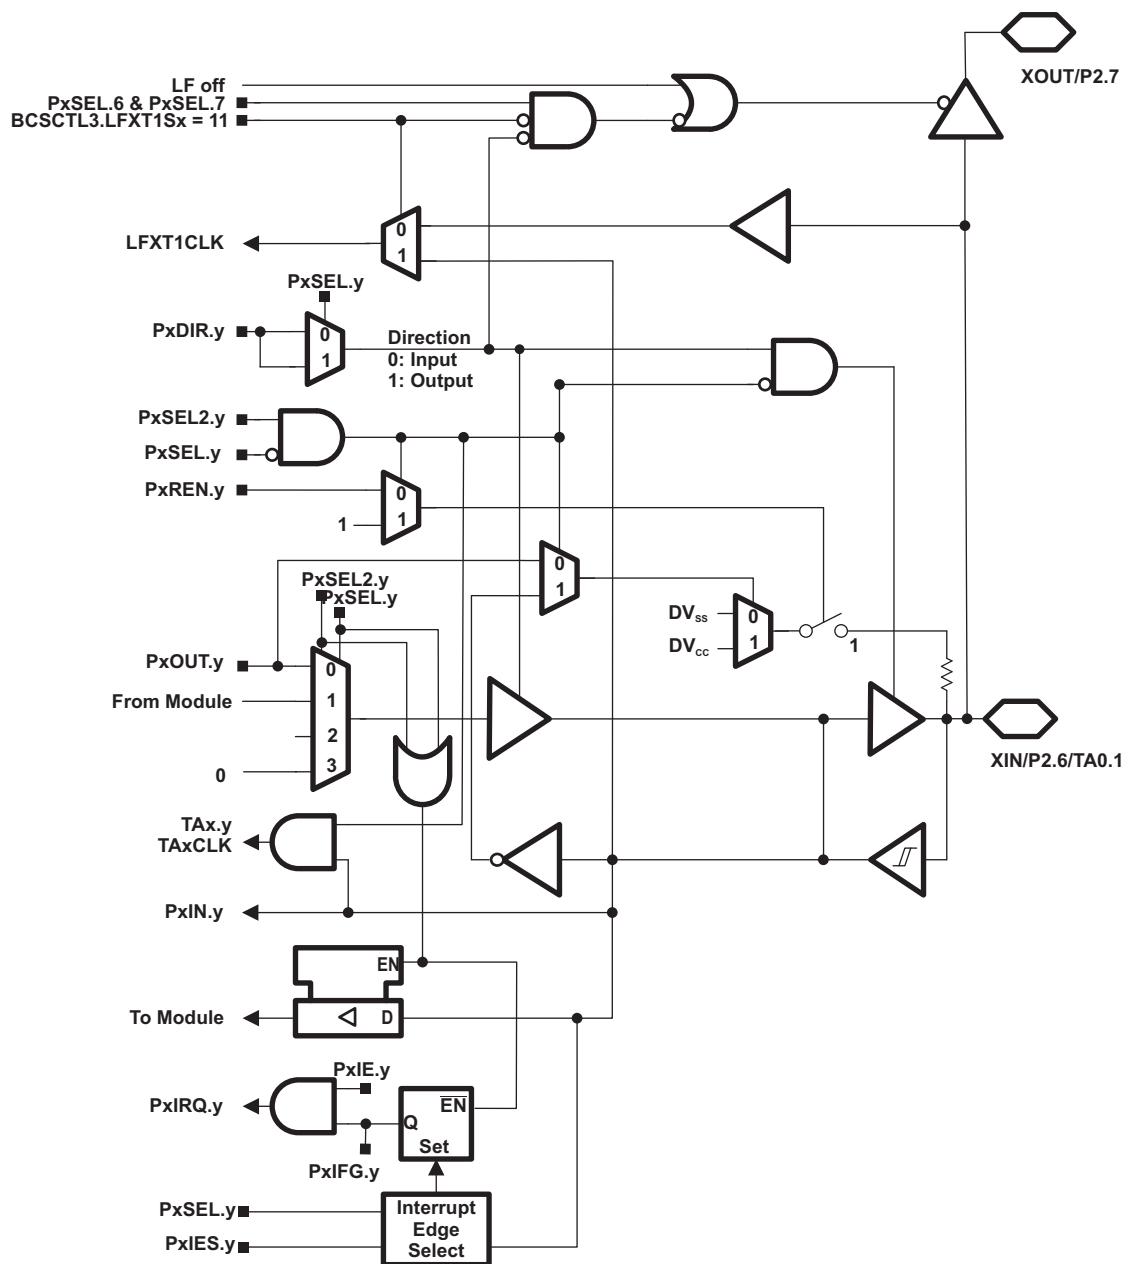 XOUT/P2.7
LF off
PxSEL.6 & PxSEL.7
BCSCTL3.LFXT1Sx = 11
0
1
LFXT1CLK
PxSEL.y
PxDIR.y
0
1
Direction
0: Input
1: Output
PxSEL2.y
PxSEL.y
PxREN.y
0
1
1
0
1
PxSEL2.y
PxSEL.y
DVSS
0
DVCC
1
1
PxOUT.y
0
From Module
1
2
0
3
XIN/P2.6/TA0.1
TAx.y
TAxCLK
PxIN.y
EN
To Module
D
PxIE.y
PxIRQ.y
EN
Q
Set
PxIFG.y
PxSEL.y
PxIES.y
Interrupt
Edge
Select